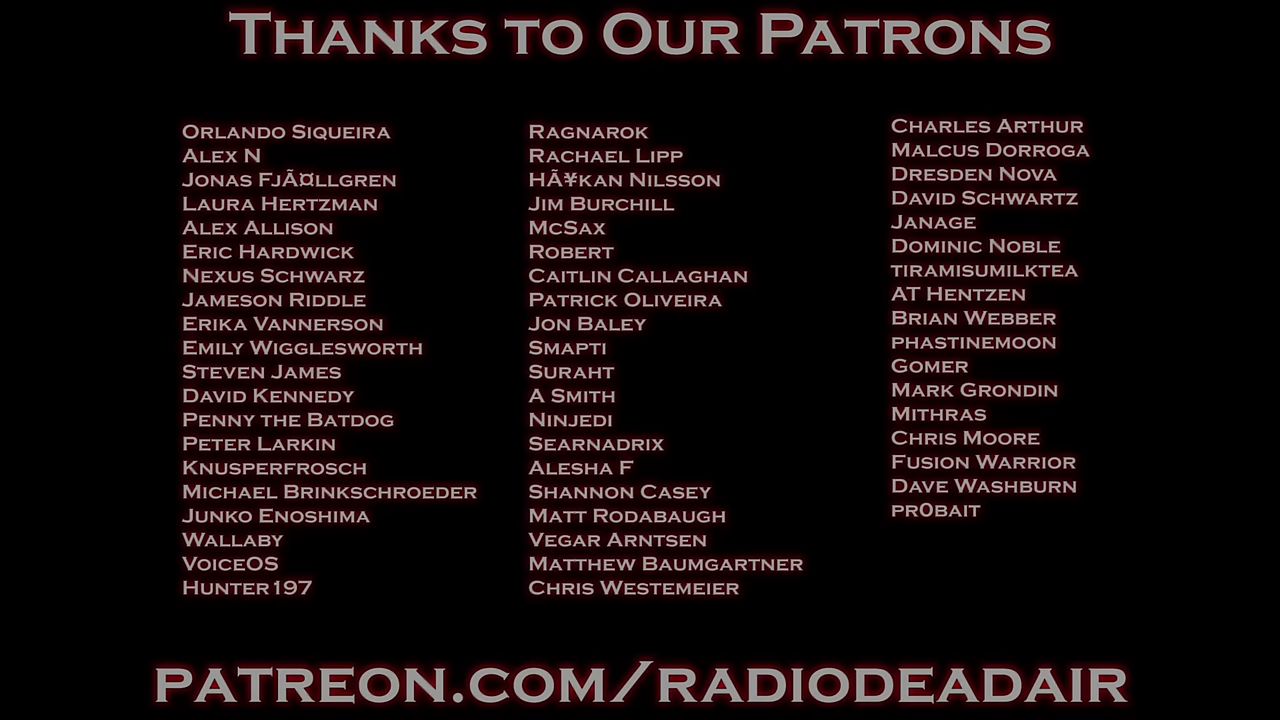 Thanks to Our Patrons
Orlando Siqueira
Alex N
Jonas FjÃ¤llgren
Laura Hertzman
Alex Allison
Eric Hardwick
Nexus Schwarz
Jameson Riddle
Erika Vannerson
Emily Wigglesworth
Steven James
David Kennedy
Penny the Batdog
Peter Larkin
Knusperfrosch
Michael Brinkschroeder
Junko Enoshima
Wallaby
VoiceOS
Hunter197
Ragnarok
Rachael Lipp
HÃ¥kan Nilsson
Jim Burchill
McSax
Robert
Caitlin Callaghan
Patrick Oliveira
Jon Baley
Smapti
Suraht
A Smith
Ninjedi
Searnadrix
Alesha F
Shannon Casey
Matt Rodabaugh
Vegar Arntsen
Matthew Baumgartner
Chris Westemeier
Charles Arthur
Malcus Dorroga
Dresden Nova
David Schwartz
Janage
Dominic Noble
tiramisumilktea
AT Hentzen
Brian Webber
phastinemoon
Gomer
Mark Grondin
Mithras
Chris Moore
Fusion Warrior
Dave Washburn
pr0bait
patreon.com/radiodeadair